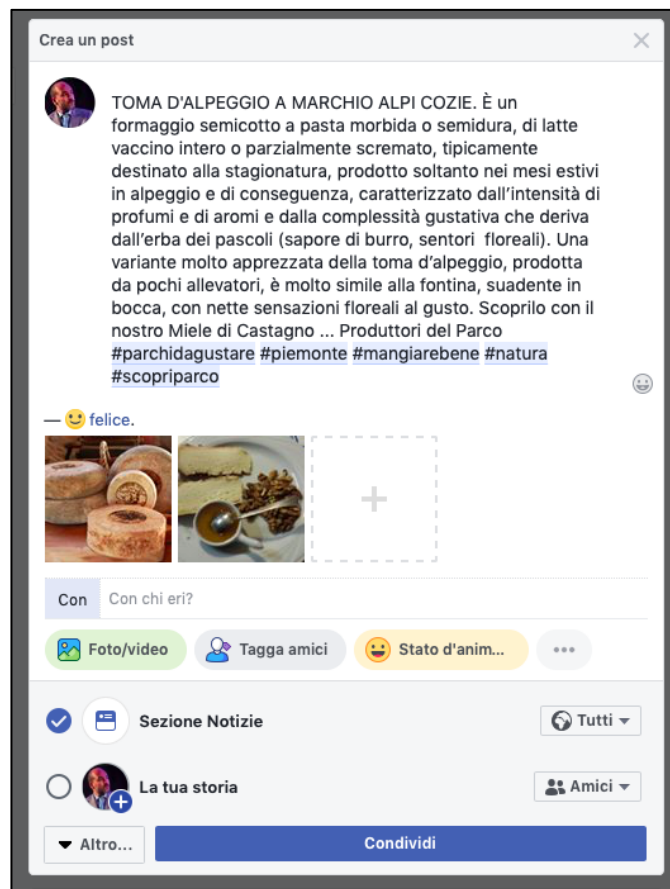 Crea un post
TOMA D'ALPEGGIO A MARCHIO ALPI COZIE. È un
formaggio semicotto a pasta morbida o semidura, di latte
vaccino intero o parzialmente scremato, tipicamente
destinato alla stagionatura, prodotto soltanto nei mesi estivi
in alpeggio e di conseguenza, caratterizzato dall'intensità di
profumi e di aromi e dalla complessità gustativa che deriva
dall'erba dei pascoli (sapore di burro, sentori  floreali). Una
variante molto apprezzata della toma d'alpeggio, prodotta
da pochi allevatori, è molto simile alla fontina, suadente in
bocca, con nette sensazioni floreali al gusto. Scoprilo con il
nostro Miele di Castagno ... Produttori del Parco
#parchidagustare #piemonte #mangiarebene #natura
#scopriparco
— felice.
Con Con chi eri?
Foto/video Tagga amici Stato d'anim...
Sezione Notizie Tutti
La tua storia Amici
Altro... Condividi